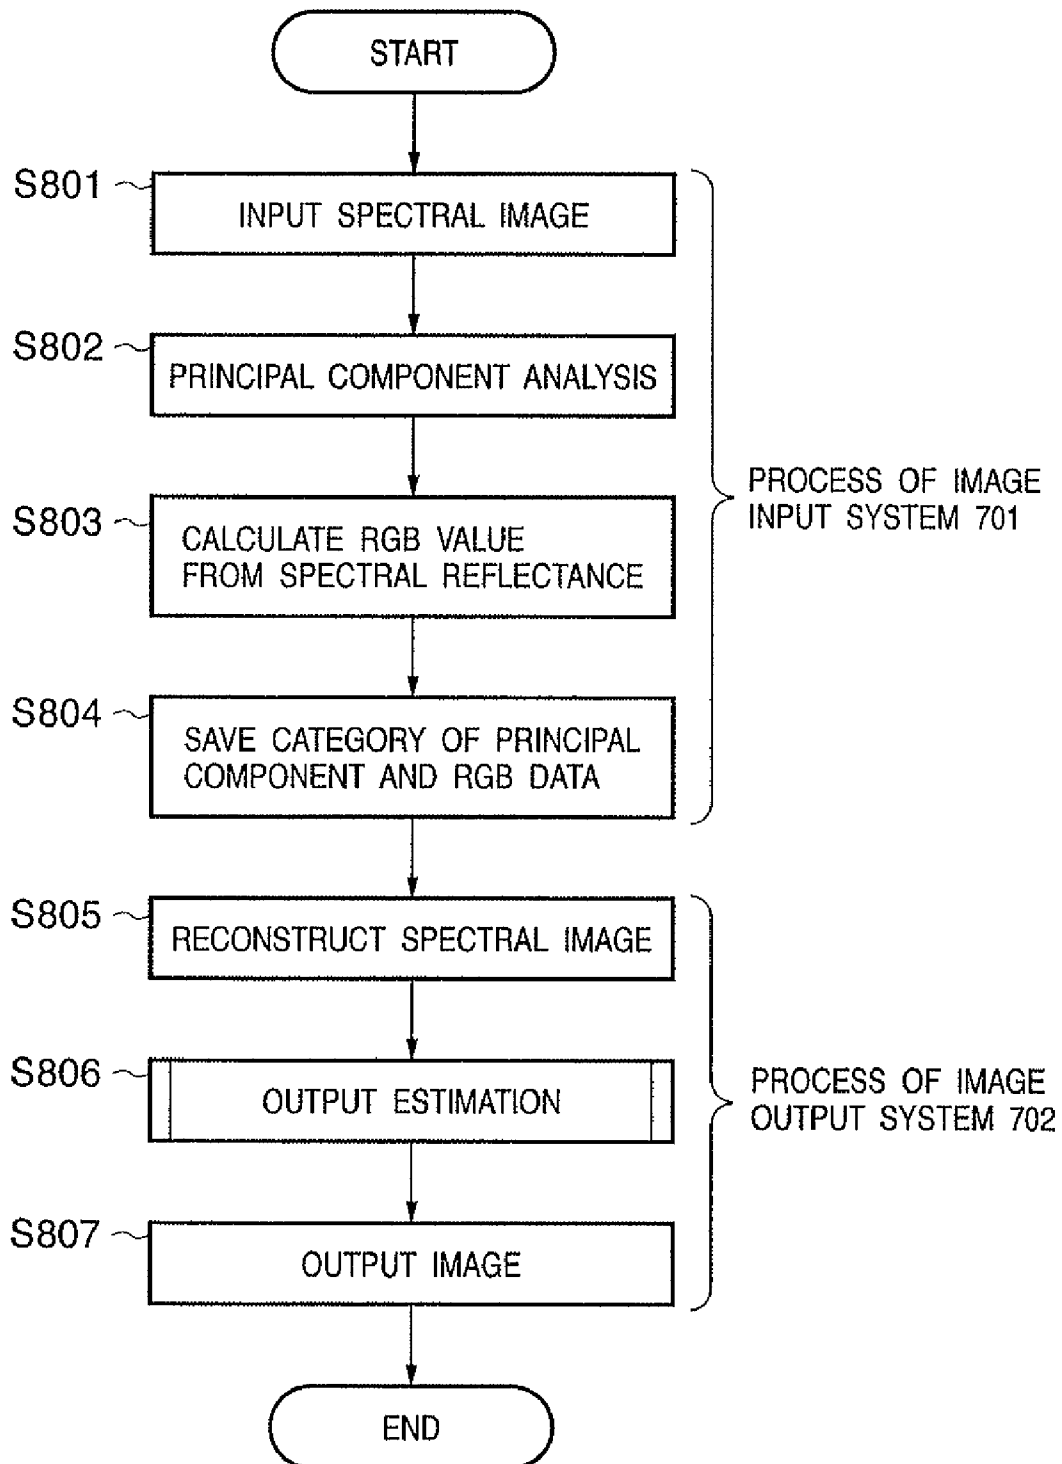 START
S801
INPUT SPECTRAL IMAGE
S802
PRINCIPAL COMPONENT ANALYSIS
S803
CALCULATE RGB VALUE
FROM SPECTRAL REFLECTANCE
PROCESS OF IMAGE
INPUT SYSTEM 701
S804
SAVE CATEGORY OF PRINCIPAL
COMPONENT AND RGB DATA
S805
RECONSTRUCT SPECTRAL IMAGE
S806
OUTPUT ESTIMATION
PROCESS OF IMAGE
OUTPUT SYSTEM 702
S807
OUTPUT IMAGE
END